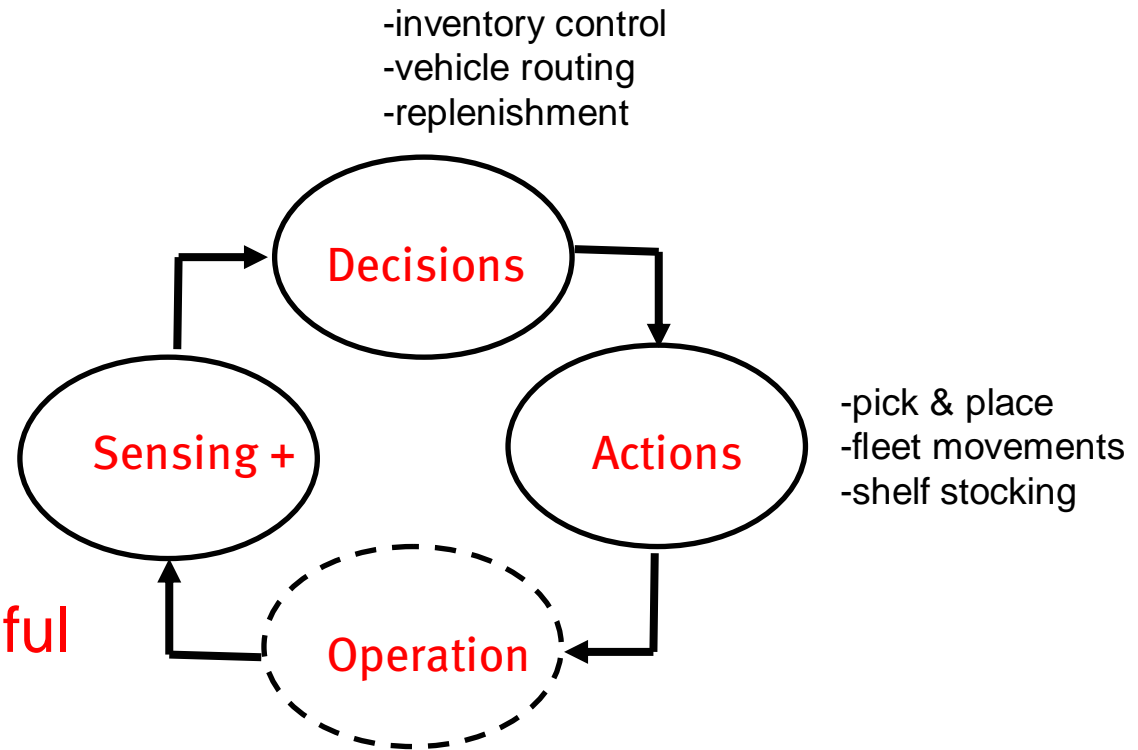 -inventory control
-vehicle routing
-replenishment
Decisions
Sensing +
Actions
-pick & place
-fleet movements
-shelf stocking
ful
Operation